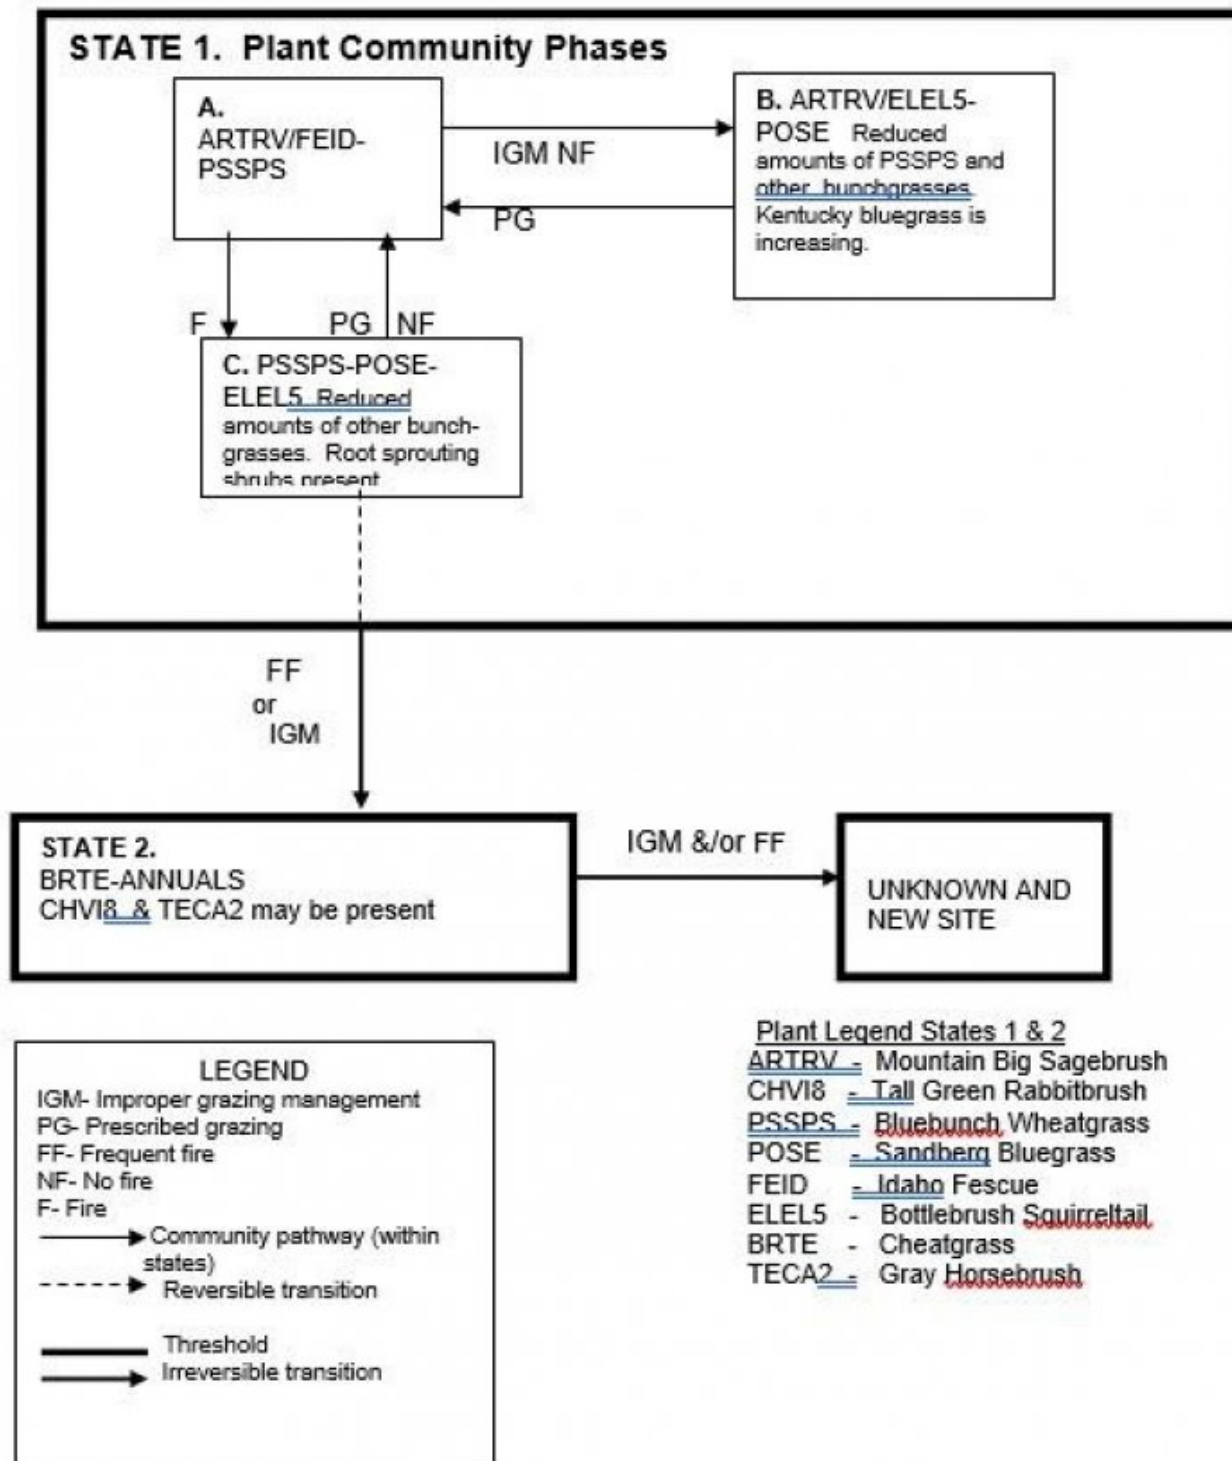 STATE 1. Plant Community Phases
A.
ARTRV/FEID-
PSSPS
IGM NF
PG
B. ARTRV/ELEL5-
POSE Reduced
amounts of PSSPS and
other bunchgrasses
Kentucky bluegrass is
increasing.
F
PG NF
C. PSSPS-POSE-
ELEL5 Reduced
amounts of other bunch-
grasses. Root sprouting
shrubs present
FF
or
IGM
STATE 2.
BRTE-ANNUALS
CHVI8 & TECA2 may be present
IGM &/or FF
UNKNOWN AND
NEW SITE
LEGEND
IGM- Improper grazing management
PG- Prescribed grazing
FF- Frequent fire
NF- No fire
F- Fire
Community pathway (within
states)
Reversible transition
Threshold
Irreversible transition
Plant Legend States 1 & 2
ARTRV - Mountain Big Sagebrush
CHVI8 - Tall Green Rabbitbrush
PSSPS - Bluebunch Wheatgrass
POSE - Sandberg Bluegrass
FEID - Idaho Fescue
ELEL5 - Bottlebrush Squirreltail
BRTE - Cheatgrass
TECA2 - Gray Horsebrush